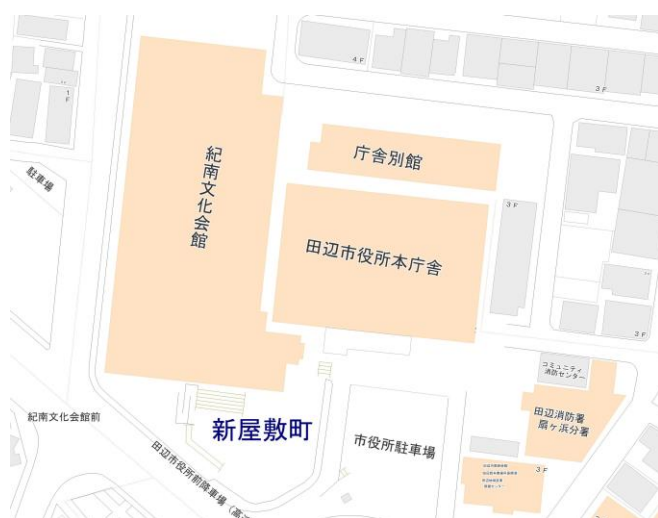 4F
3F
1F
庁舎別館
紀南文化会館
駐車場
3F
田辺市役所本庁舎
3F
コミュニティ
消防センター
田辺消防署
扇ヶ浜分署
紀南文化会館前
新屋敷町
市役所駐車場
3F
田辺市役所前降車場（高